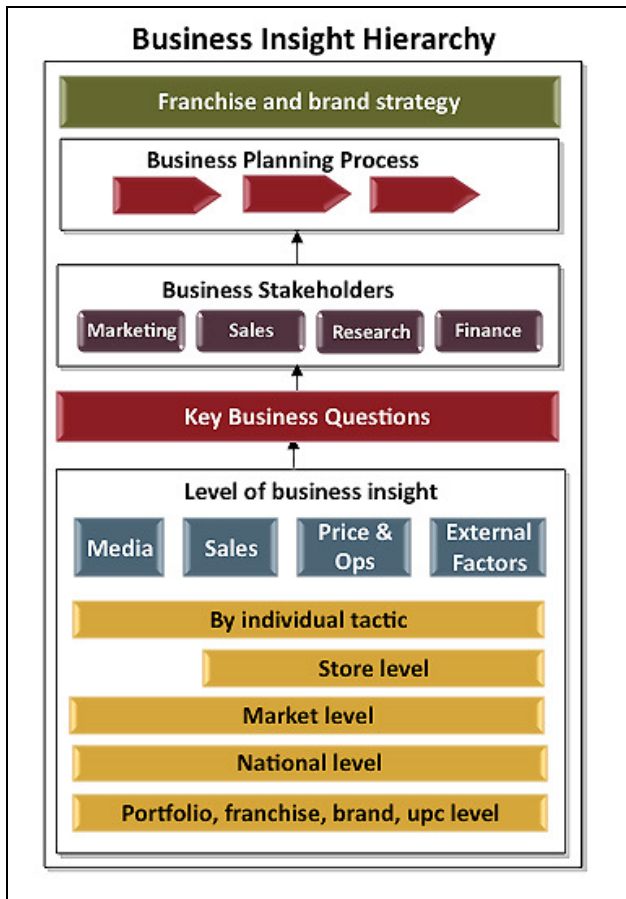 Business Insight Hierarchy
Franchise and brand strategy
Business Planning Process
Business Stakeholders
Marketing
Sales
Research
Finance
Key Business Questions
Level of business insight
Media
Sales
Price &
Ops
External
Factors
By individual tactic
Store level
Market level
National level
Portfolio, franchise, brand, upc level